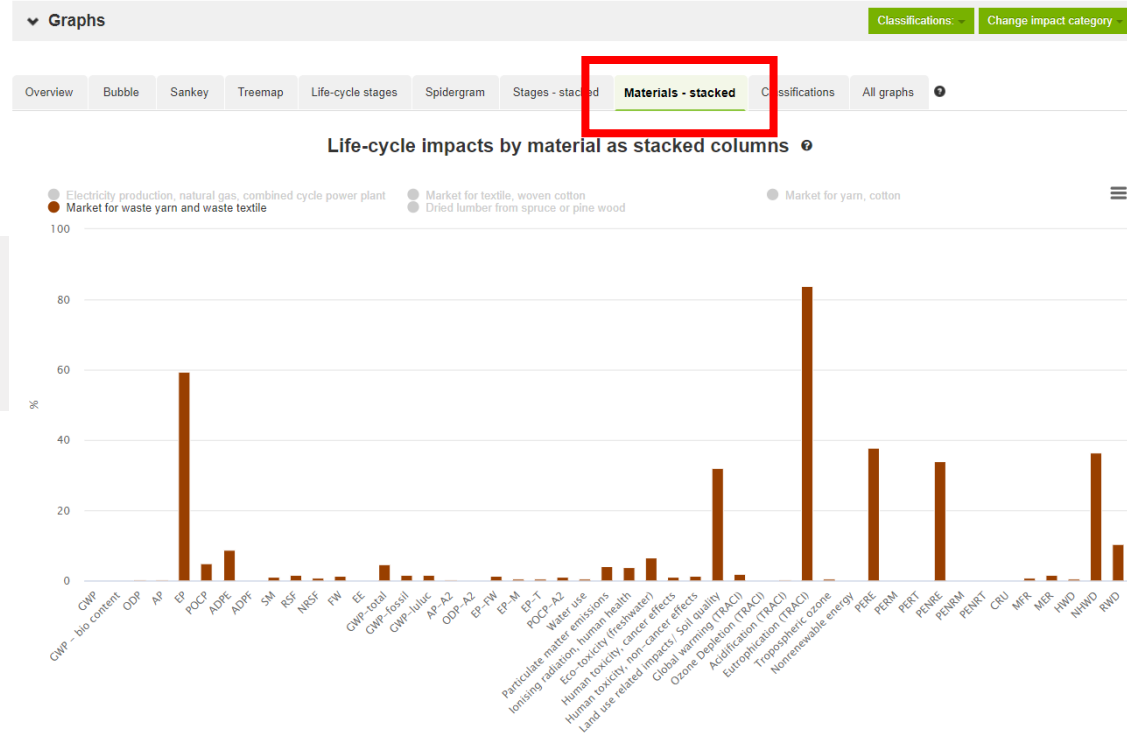 Graphs
Classifications:
Change impact category
Overview Bubble Sankey Treemap Life-cycle stages Spidergram Stages - stacked Materials - stacked Classifications All graphs ?
Life-cycle impacts by material as stacked columns ?
Electricity production, natural gas, combined cycle power plant Market for textile, woven cotton Market for yarn, cotton
Market for waste yarn and waste textile Dried lumber from spruce or pine wood
100
80
60
%
40
20
0
GWP
GWP - bio content
ODP
AP
EP
POCP
ADPE
ADPF
SM
RSF
NRSF
FW
EE
GWP-total
GWP-fossil
GWP-luluc
AP-A2
ODP-A2
EP-FW
EP-M
EP-T
POCP-A2
Water use
Particulate matter emissions
Ionising radiation, human health
Eco-toxicity (freshwater)
Human toxicity, cancer effects
Human toxicity, non-cancer effects
Land use related impacts/ Soil quality
Global warming (TRACI)
Ozone Depletion (TRACI)
Acidification (TRACI)
Eutrophication (TRACI)
Tropospheric ozone
Nonrenewable energy
PERE
PERM
PERT
PENRE
PENRM
PENRT
CRU
MFR
MER
HWD
NHWD
RWD